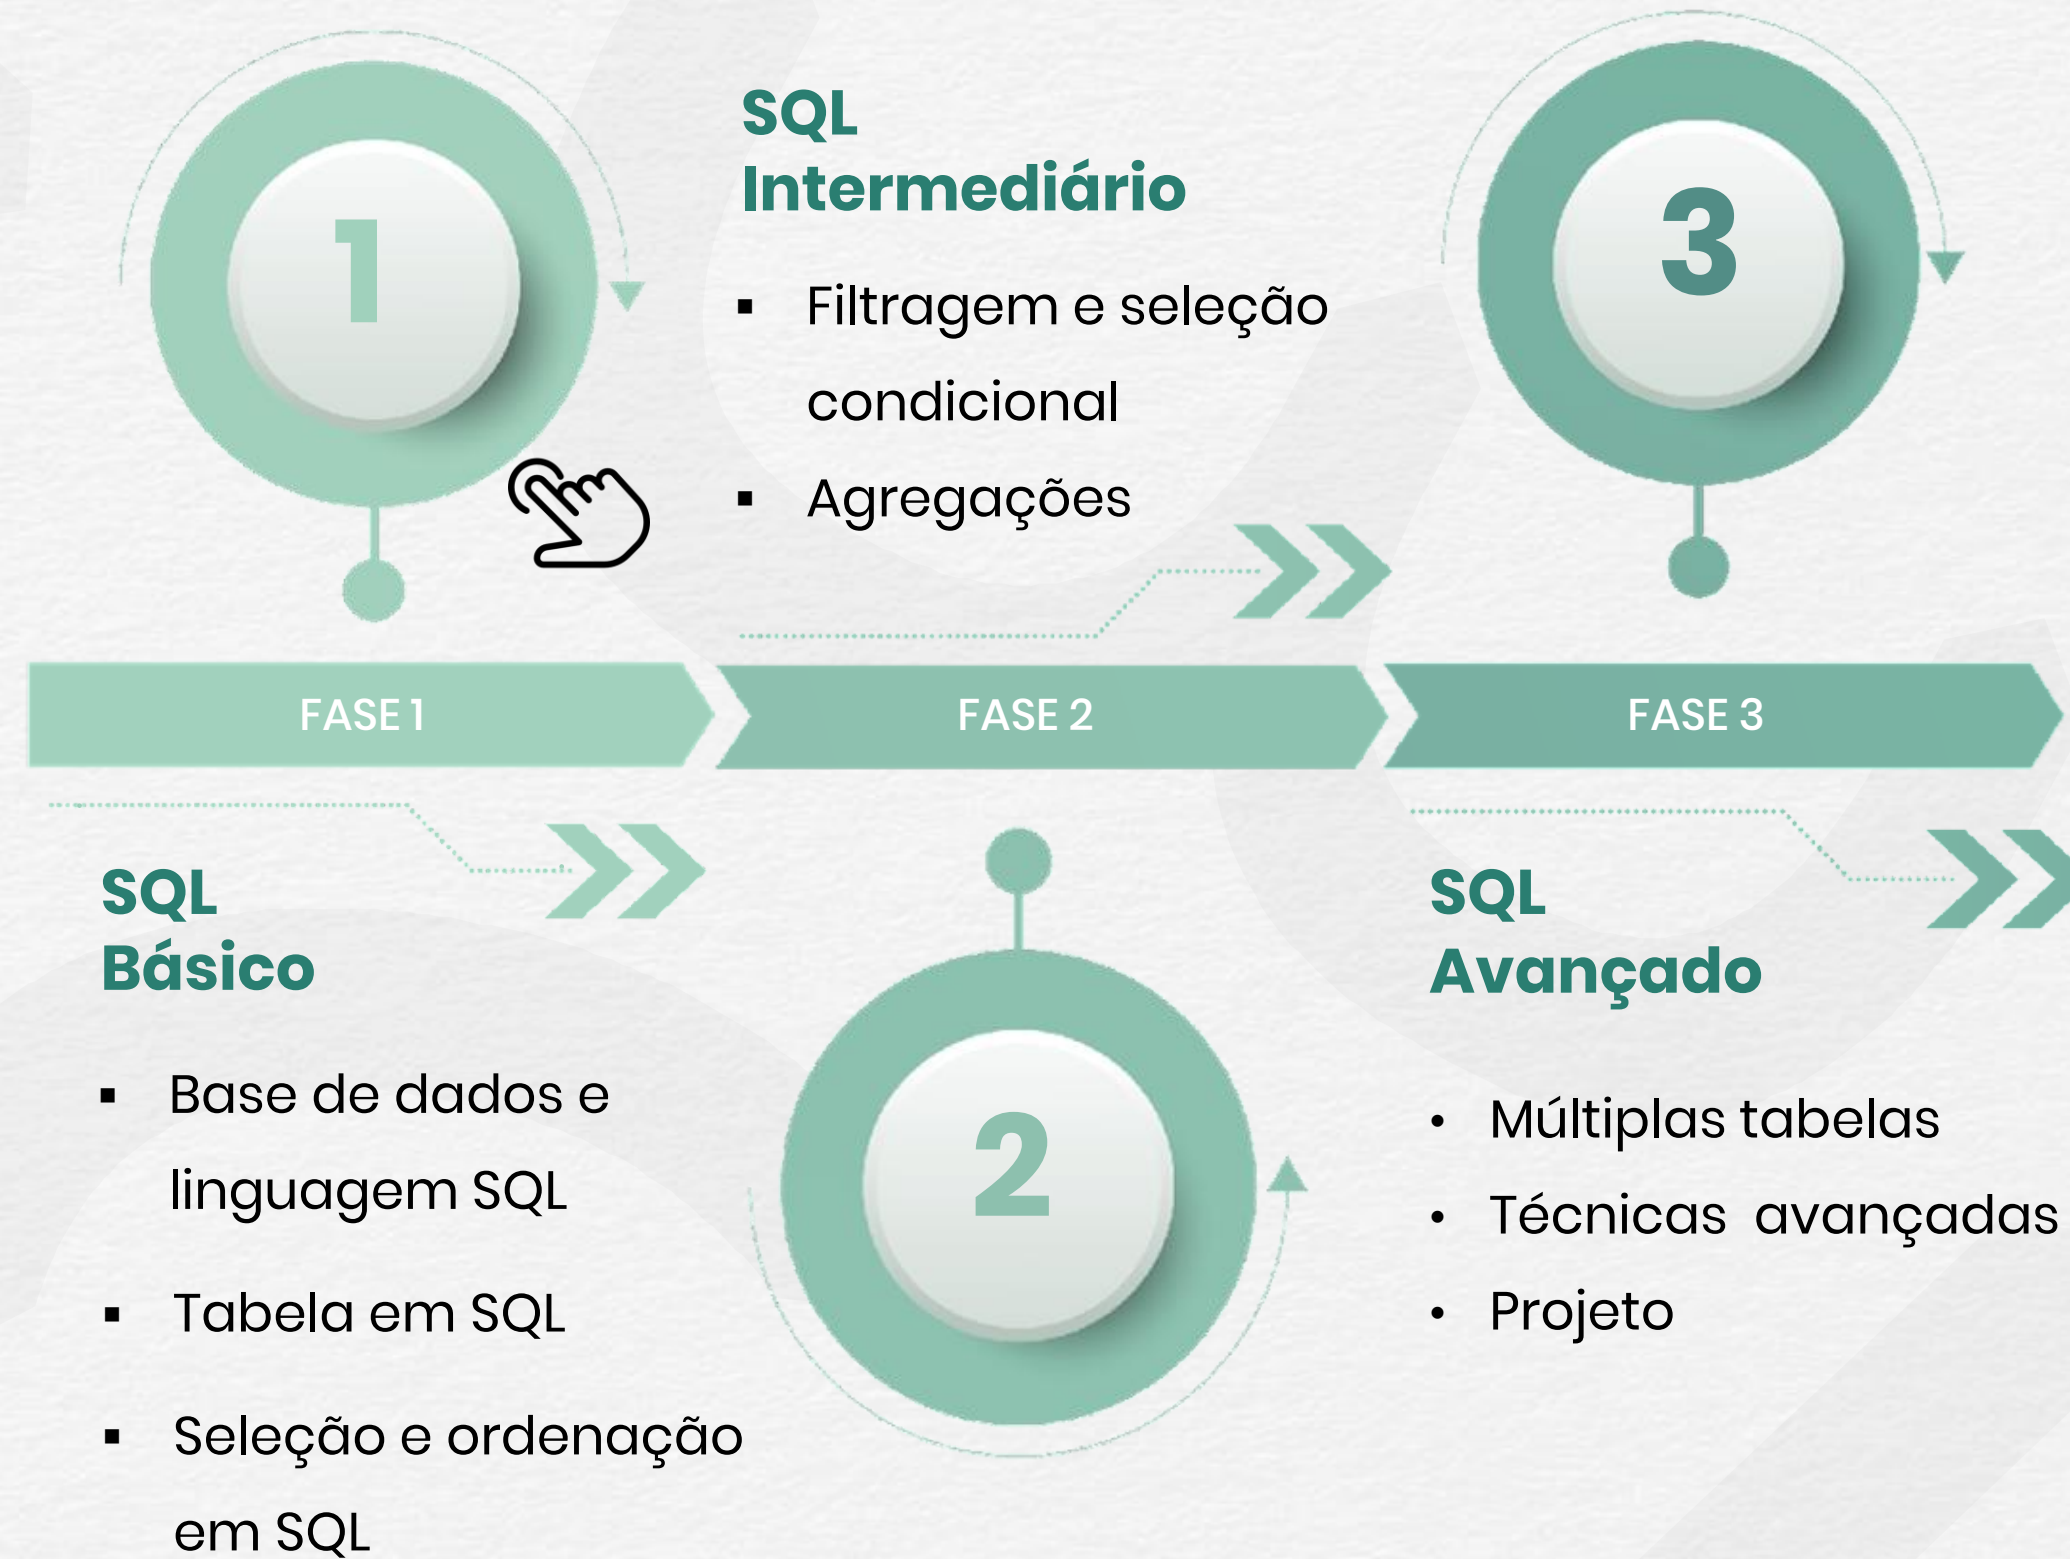 1
SQL
Intermediário
▪ Filtragem e seleção
condicional
▪ Agregações
3
FASE 1
FASE 2
FASE 3
SQL
Básico
▪ Base de dados e
linguagem SQL
▪ Tabela em SQL
▪ Seleção e ordenação
em SQL
2
SQL
Avançado
• Múltiplas tabelas
• Técnicas avançadas
• Projeto